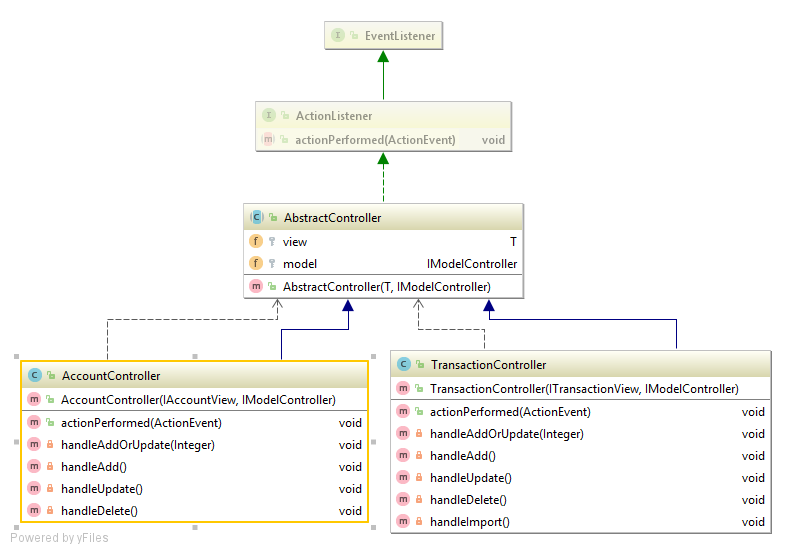 EventListener
ActionListener
actionPerformed(ActionEvent) void
AbstractController
view T
model IModelController
AbstractController(T, IModelController)
AccountController
AccountController(IAccountView, IModelController)
actionPerformed(ActionEvent) void
handleAddOrUpdate(Integer) void
handleAdd() void
handleUpdate() void
handleDelete() void
TransactionController
TransactionController(ITransactionView, IModelController)
actionPerformed(ActionEvent) void
handleAddOrUpdate(Integer) void
handleAdd() void
handleUpdate() void
handleDelete() void
handleImport() void
Powered by yFiles